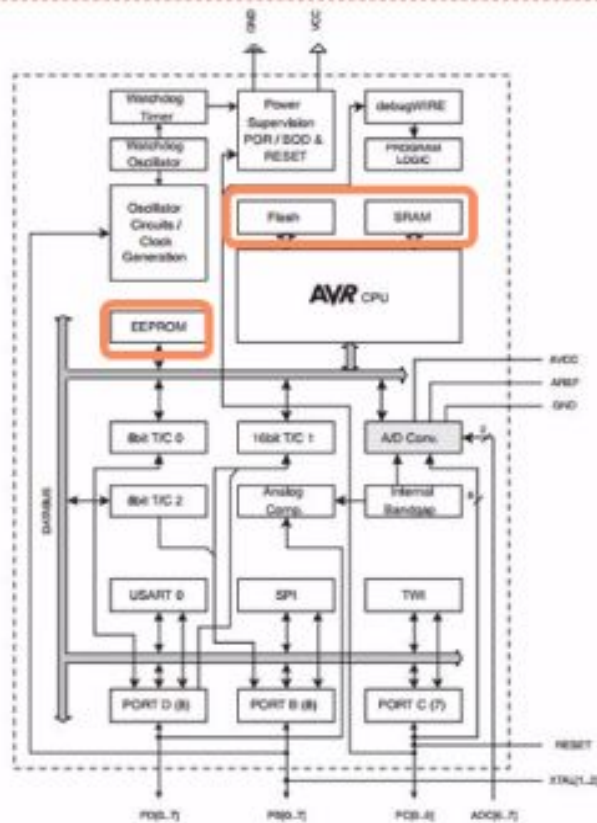 GND
VCC
Watchdog
Timer
Power
Supervision
POR / BOD &
RESET
debugWIRE
Watchdog
Oscillator
PROGRAM
LOGIC
Oscillator
Circuits /
Clock
Generation
Flash
SRAM
AVR CPU
EEPROM
AVCC
AREF
GND
8bit T/C 0
16bit T/C 1
A/D Conv.
2
8bit T/C 2
Analog
Comp.
Internal
Bandgap
6
DATABUS
USART 0
SPI
TWI
PORT D (8)
PORT B (8)
PORT C (7)
RESET
XTAL[1..2]
PD[0..7]
PB[0..7]
PC[0..6]
ADC[6..7]